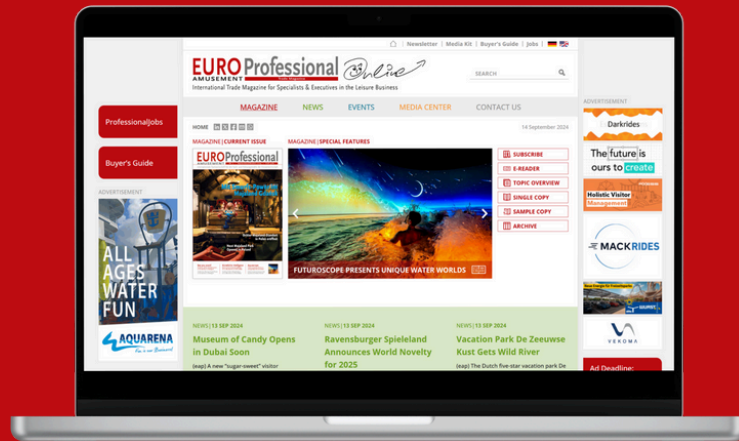 Newsletter | Media Kit | Buyer's Guide | Jobs |
EURO Professional Online
AMUSEMENT
Trade Magazine
International Trade Magazine for Specialists & Executives in the Leisure Business
SEARCH
MAGAZINE NEWS EVENTS MEDIA CENTER CONTACT US
HOME
14 September 2024
ProfessionalJobs
Buyer's Guide
ADVERTISEMENT
ALL
AGES
WATER
FUN
AQUARENA
MAGAZINE|CURRENT ISSUE
EURO Professional
MAGAZINE|SPECIAL FEATURES
FUTUROSCOPE PRESENTS UNIQUE WATER WORLDS
SUBSCRIBE
E-READER
TOPIC OVERVIEW
SINGLE COPY
SAMPLE COPY
ARCHIVE
NEWS|13 SEP 2024
Museum of Candy Opens
in Dubai Soon
(eap) A new "sugar-sweet" visitor
NEWS|13 SEP 2024
Ravensburger Spieleland
Announces World Novelty
for 2025
NEWS|13 SEP 2024
Vacation Park De Zeeuwse
Kust Gets Wild River
(eap) The Dutch five-star vacation park De
ADVERTISEMENT
Darkrides
The future is
ours to create
Holistic Visitor
Management
MACKRIDES
VEKOMA
Ad Deadline: